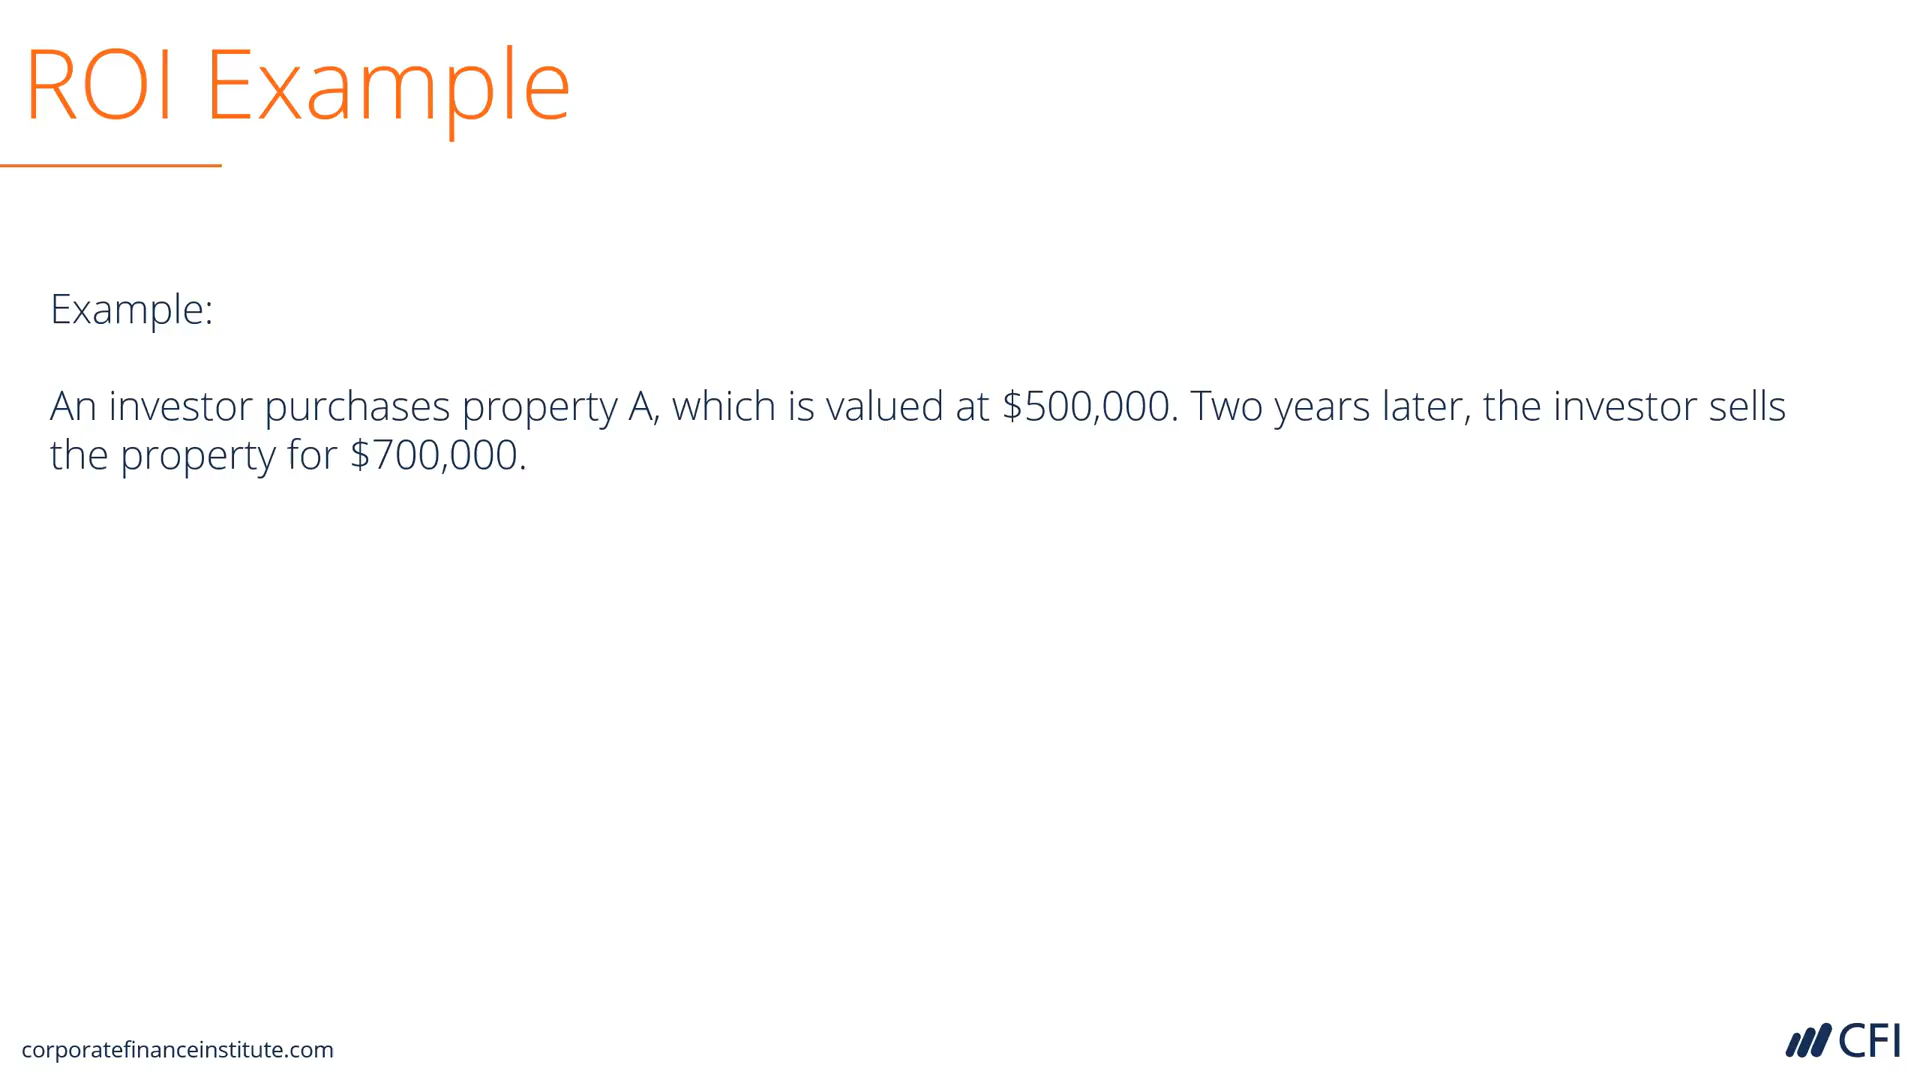 ROI Example
Example:
An investor purchases property A, which is valued at $500,000. Two years later, the investor sells
the property for $700,000.
corporatefinanceinstitute.com
CFI